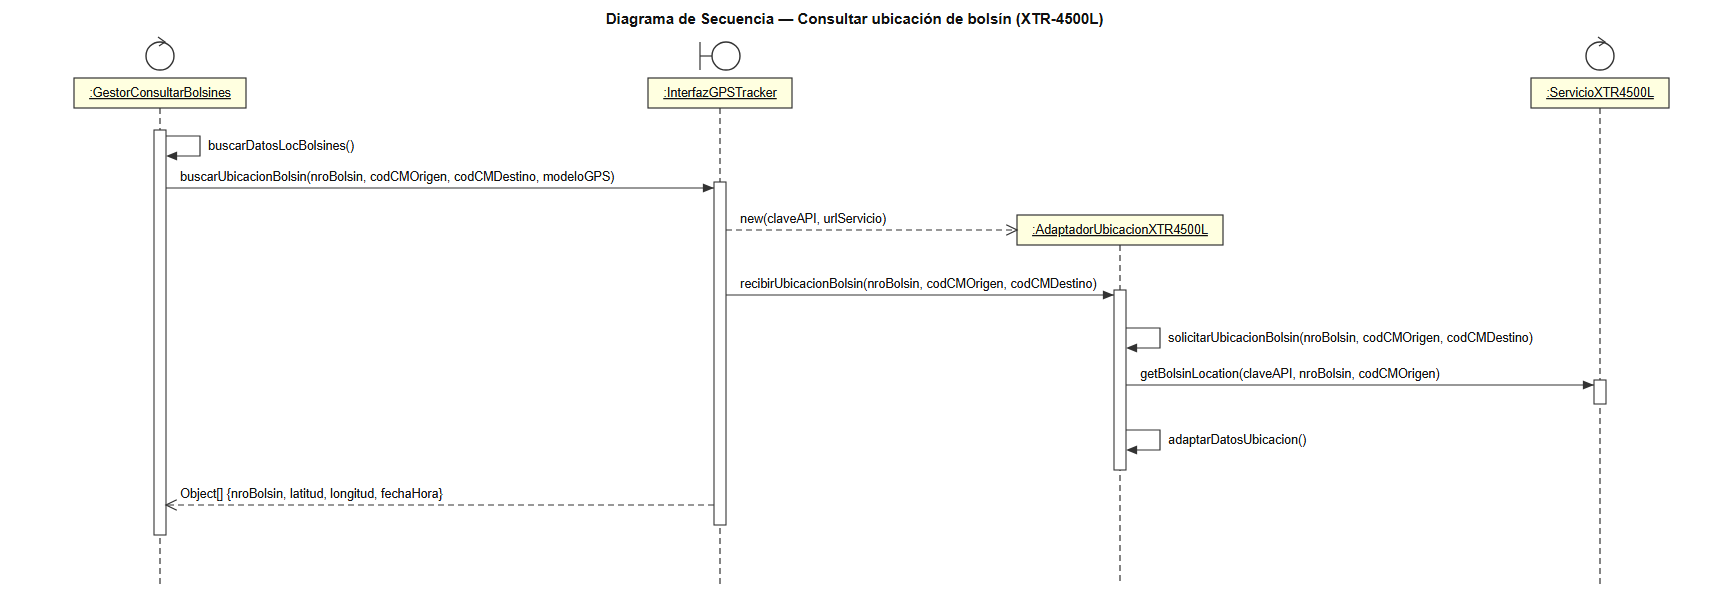 Diagrama de Secuencia — Consultar ubicación de bolsín (XTR-4500L)
:GestorConsultarBolsines
:InterfazGPSTracker
:ServicioXTR4500L
buscarDatosLocBolsines()
buscarUbicacionBolsin(nroBolsin, codCMOrigen, codCMDestino, modeloGPS)
new(claveAPI, urlServicio)
:AdaptadorUbicacionXTR4500L
recibirUbicacionBolsin(nroBolsin, codCMOrigen, codCMDestino)
solicitarUbicacionBolsin(nroBolsin, codCMOrigen, codCMDestino)
getBolsinLocation(claveAPI, nroBolsin, codCMOrigen)
adaptarDatosUbicacion()
Object[] {nroBolsin, latitud, longitud, fechaHora}